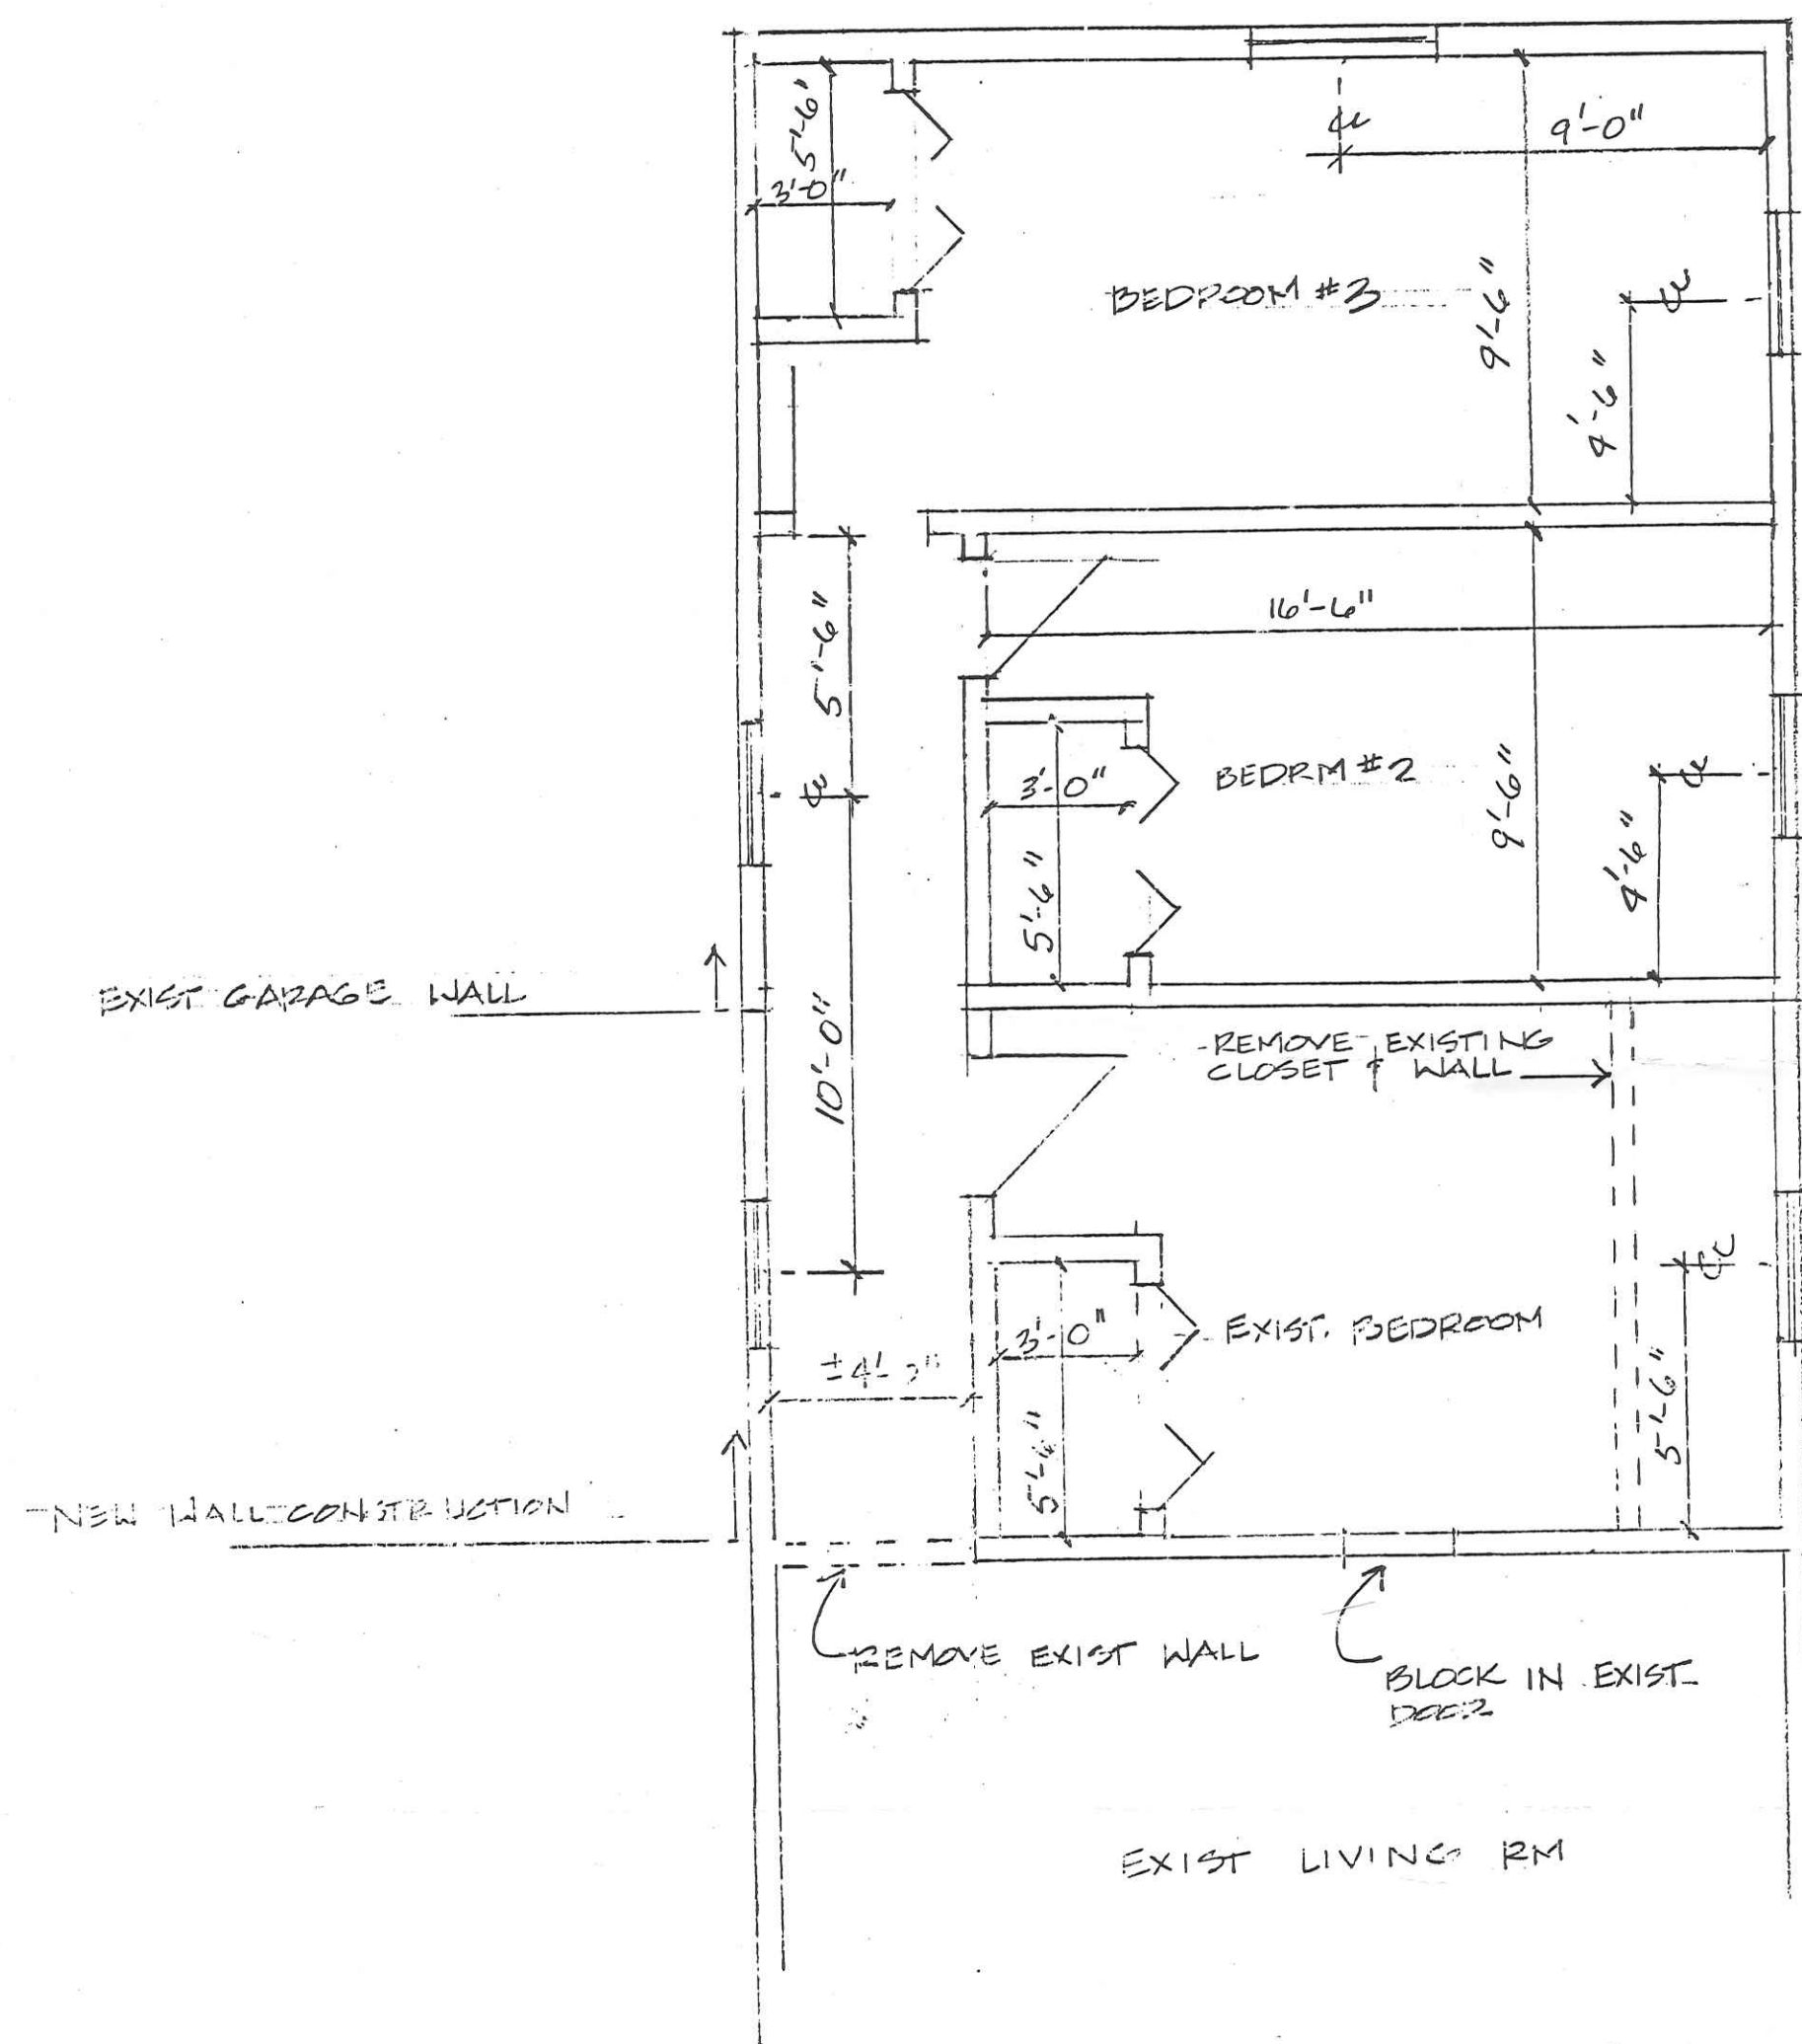 5'-6"
3'-0"
℄
9'-0"
BEDROOM #3
9'-6"
℄
4'-6"
5'-6"
16'-6"
℄
3'-0"
BEDRM #2
9'-6"
℄
4'-6"
5'-6"
EXIST GARAGE WALL
10'-0"
REMOVE EXISTING
CLOSET & WALL
℄
3'-0"
EXIST. BEDROOM
5'-6"
5'-6"
NEW WALL CONSTRUCTION
REMOVE EXIST WALL
BLOCK IN EXIST.
DOOR
EXIST LIVING RM